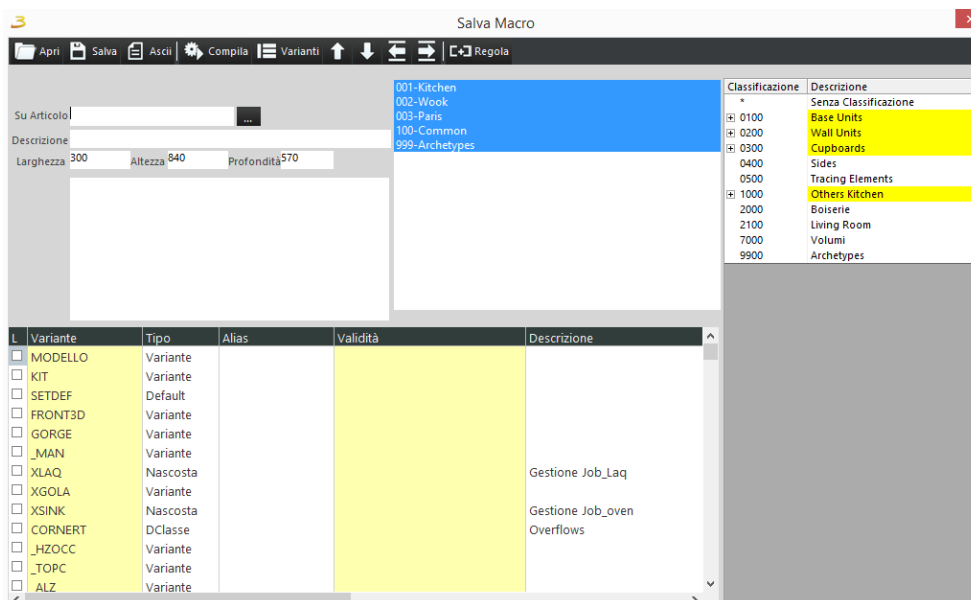 Salva Macro
Apri Salva Ascii Compila Varianti Regola
Su Articolo ...
Descrizione
Larghezza 300 Altezza 840 Profondità 570
001-Kitchen
002-Wook
003-Paris
100-Common
999-Archetypes
Classificazione Descrizione
* Senza Classificazione
0100 Base Units
0200 Wall Units
0300 Cupboards
0400 Sides
0500 Tracing Elements
1000 Others Kitchen
2000 Boiserie
2100 Living Room
7000 Volumi
9900 Archetypes
L Variante Tipo Alias Validità Descrizione
MODELLO Variante
KIT Variante
SETDEF Default
FRONT3D Variante
GORGE Variante
_MAN Variante
XLAQ Nascosta Gestione Job_Laq
XGOLA Variante
XSINK Nascosta Gestione Job_oven
CORNERT DClasse Overflows
_HZOCC Variante
_TOPC Variante
_ALZ Variante